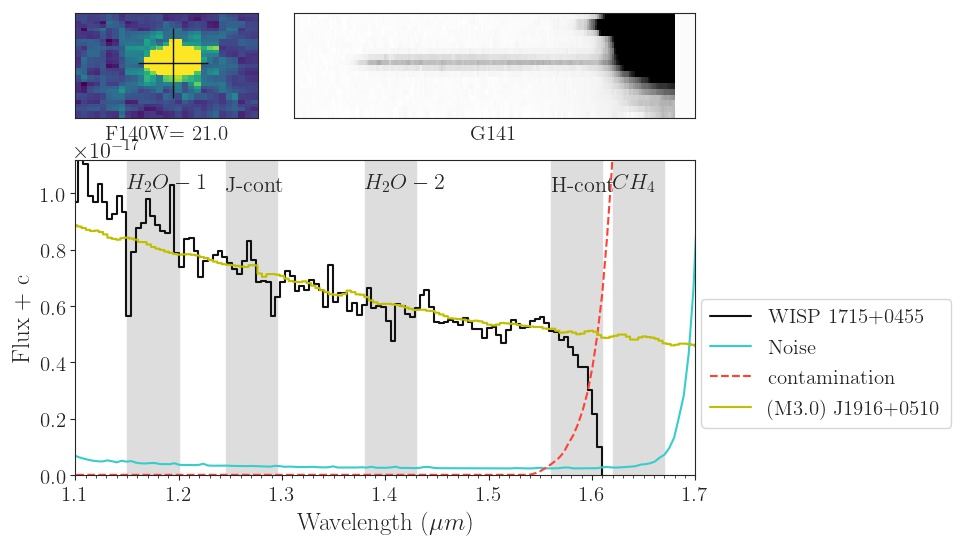 F140W= 21.0
G141
×10⁻¹⁷
H₂O − 1
J-cont
H₂O − 2
H-cont
CH₄
1.0
0.8
0.6
0.4
0.2
0.0
Flux + c
1.1 1.2 1.3 1.4 1.5 1.6 1.7
Wavelength (μm)
WISP 1715+0455
Noise
contamination
(M3.0) J1916+0510